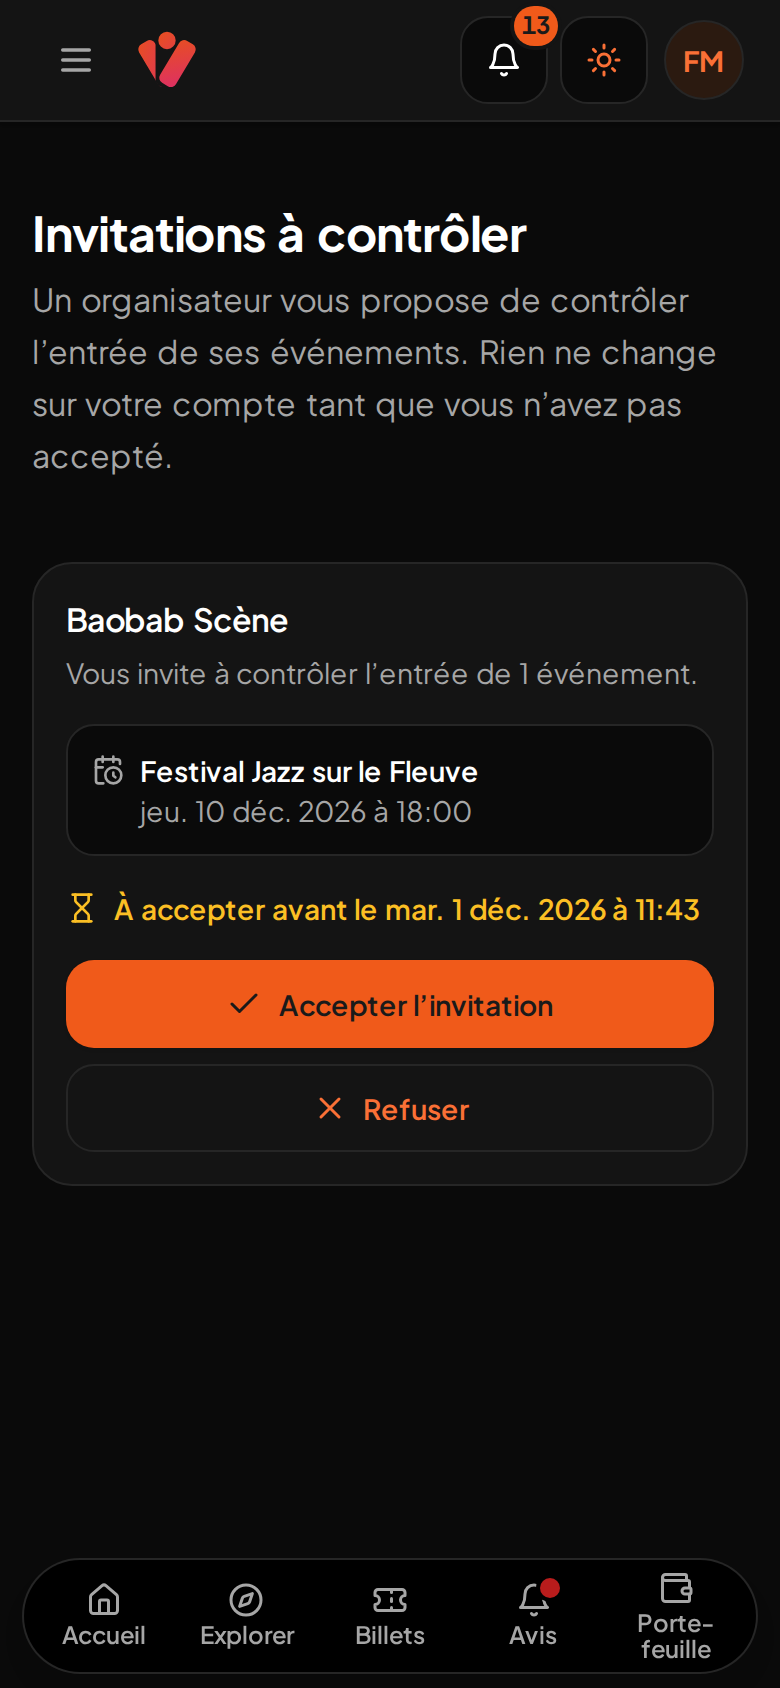 13
FM
Invitations à contrôler
Un organisateur vous propose de contrôler
l’entrée de ses événements. Rien ne change
sur votre compte tant que vous n’avez pas
accepté.
Baobab Scène
Vous invite à contrôler l’entrée de 1 événement.
Festival Jazz sur le Fleuve
jeu. 10 déc. 2026 à 18:00
À accepter avant le mar. 1 déc. 2026 à 11:43
Accepter l’invitation
Refuser
Accueil
Explorer
Billets
Avis
Porte-
feuille